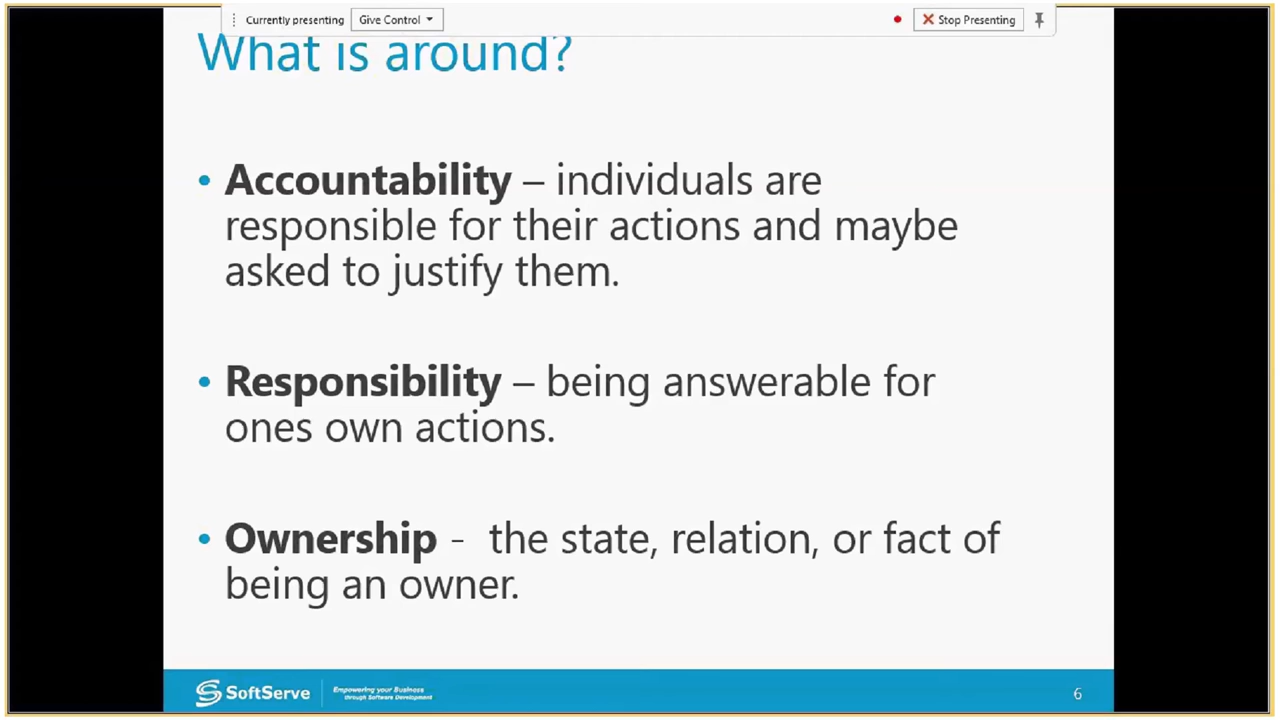 Currently presenting Give Control Stop Presenting
What is around?
• Accountability – individuals are
responsible for their actions and maybe
asked to justify them.
• Responsibility – being answerable for
ones own actions.
• Ownership - the state, relation, or fact of
being an owner.
SoftServe
Empowering your Business
through Software Development
6